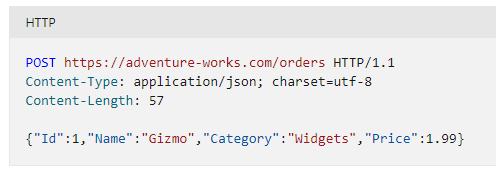 HTTP
POST https://adventure-works.com/orders HTTP/1.1
Content-Type: application/json; charset=utf-8
Content-Length: 57
{"Id":1,"Name":"Gizmo","Category":"Widgets","Price":1.99}